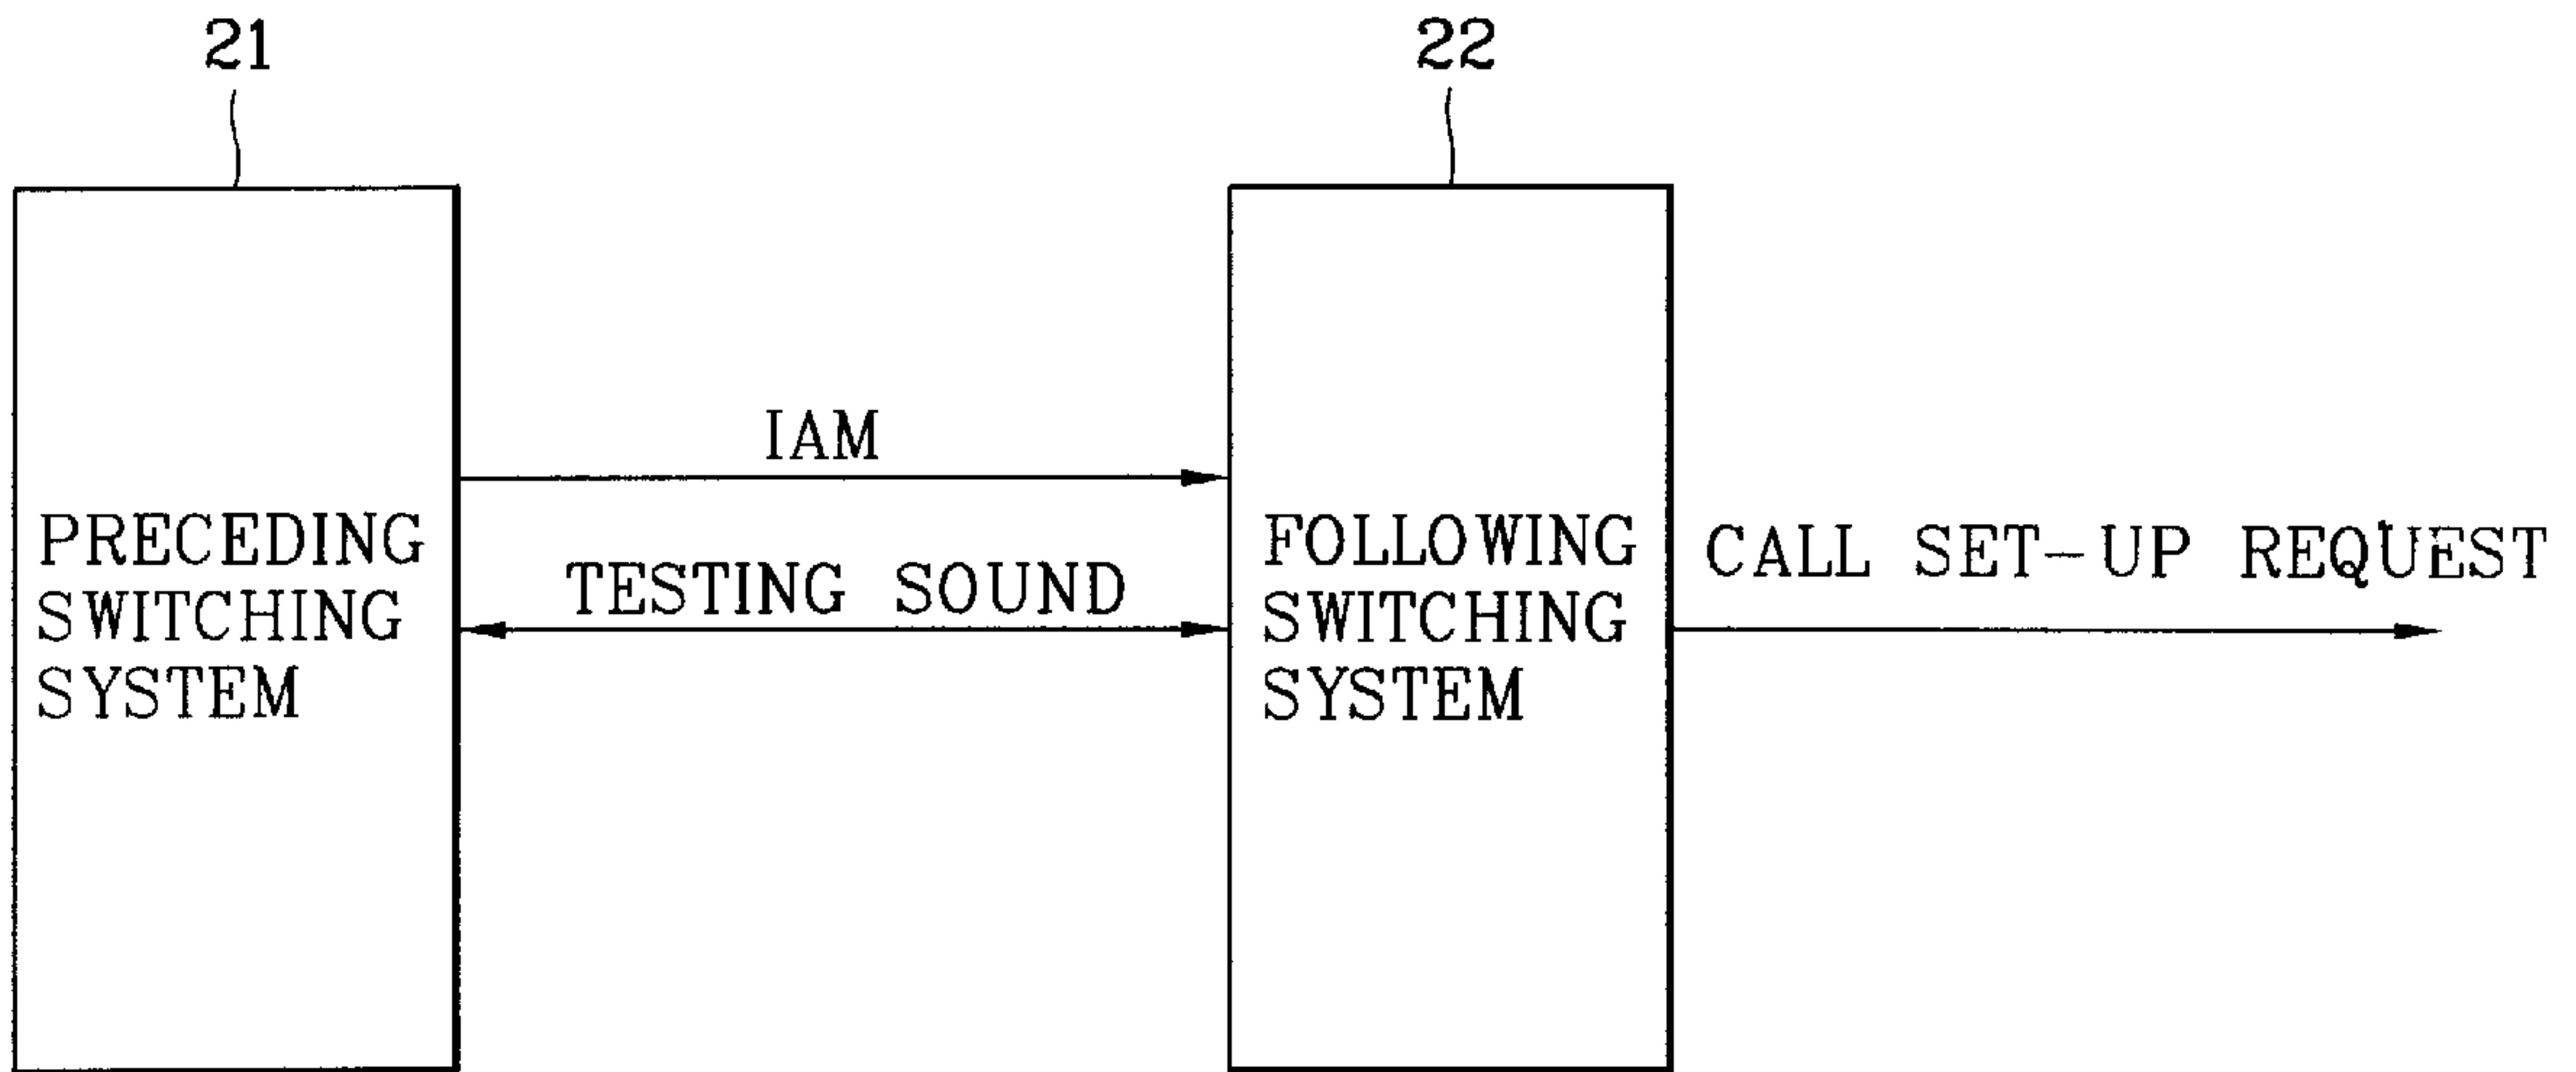 21
22
IAM
PRECEDING
SWITCHING
SYSTEM
TESTING SOUND
FOLLOWING
SWITCHING
SYSTEM
CALL SET-UP REQUEST